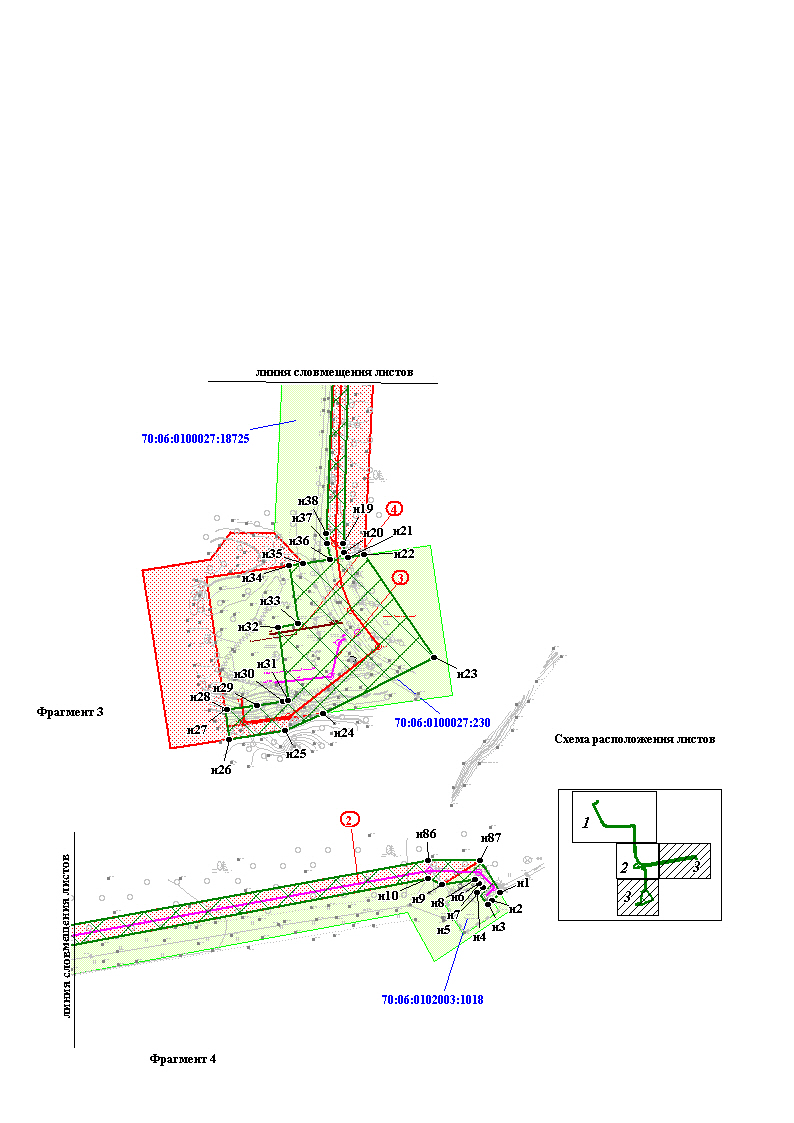 линия словмещения листов
70:06:0100027:18725
н38
н19
4
н37
н20
н21
н36
н22
н35
н34
3
н33
н32
н31
н23
н30
н29
н28
70:06:0100027:230
Фрагмент 3
н27
н24
н25
н26
Схема расположения листов
1
2
3
3
2
н86
н87
линия словмещения листов
н10
н9
н8
н6
н1
н7
н2
н5
н3
н4
70:06:0102003:1018
Фрагмент 4